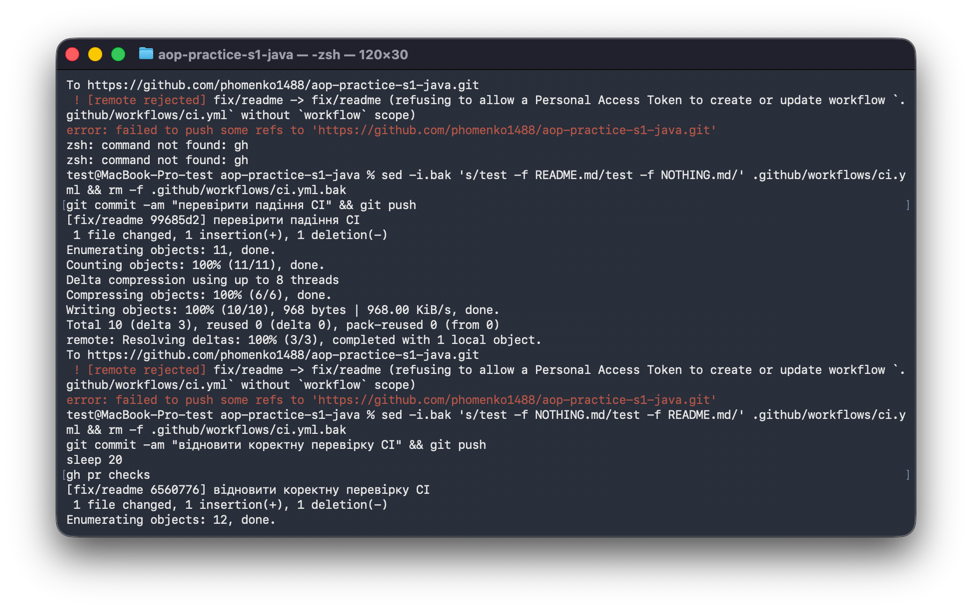 aop-practice-s1-java — -zsh — 120×30
To https://github.com/phomenko1488/aop-practice-s1-java.git
! [remote rejected] fix/readme -> fix/readme (refusing to allow a Personal Access Token to create or update workflow `.
github/workflows/ci.yml` without `workflow` scope)
error: failed to push some refs to 'https://github.com/phomenko1488/aop-practice-s1-java.git'
zsh: command not found: gh
zsh: command not found: gh
test@MacBook-Pro-test aop-practice-s1-java % sed -i.bak 's/test -f README.md/test -f NOTHING.md/' .github/workflows/ci.y
ml && rm -f .github/workflows/ci.yml.bak
[git commit -am "перевірити падіння CI" && git push ]
[fix/readme 99685d2] перевірити падіння CI
1 file changed, 1 insertion(+), 1 deletion(-)
Enumerating objects: 11, done.
Counting objects: 100% (11/11), done.
Delta compression using up to 8 threads
Compressing objects: 100% (6/6), done.
Writing objects: 100% (10/10), 968 bytes | 968.00 KiB/s, done.
Total 10 (delta 3), reused 0 (delta 0), pack-reused 0 (from 0)
remote: Resolving deltas: 100% (3/3), completed with 1 local object.
To https://github.com/phomenko1488/aop-practice-s1-java.git
! [remote rejected] fix/readme -> fix/readme (refusing to allow a Personal Access Token to create or update workflow `.
github/workflows/ci.yml` without `workflow` scope)
error: failed to push some refs to 'https://github.com/phomenko1488/aop-practice-s1-java.git'
test@MacBook-Pro-test aop-practice-s1-java % sed -i.bak 's/test -f NOTHING.md/test -f README.md/' .github/workflows/ci.y
ml && rm -f .github/workflows/ci.yml.bak
git commit -am "відновити коректну перевірку CI" && git push
sleep 20
[gh pr checks ]
[fix/readme 6560776] відновити коректну перевірку CI
1 file changed, 1 insertion(+), 1 deletion(-)
Enumerating objects: 12, done.